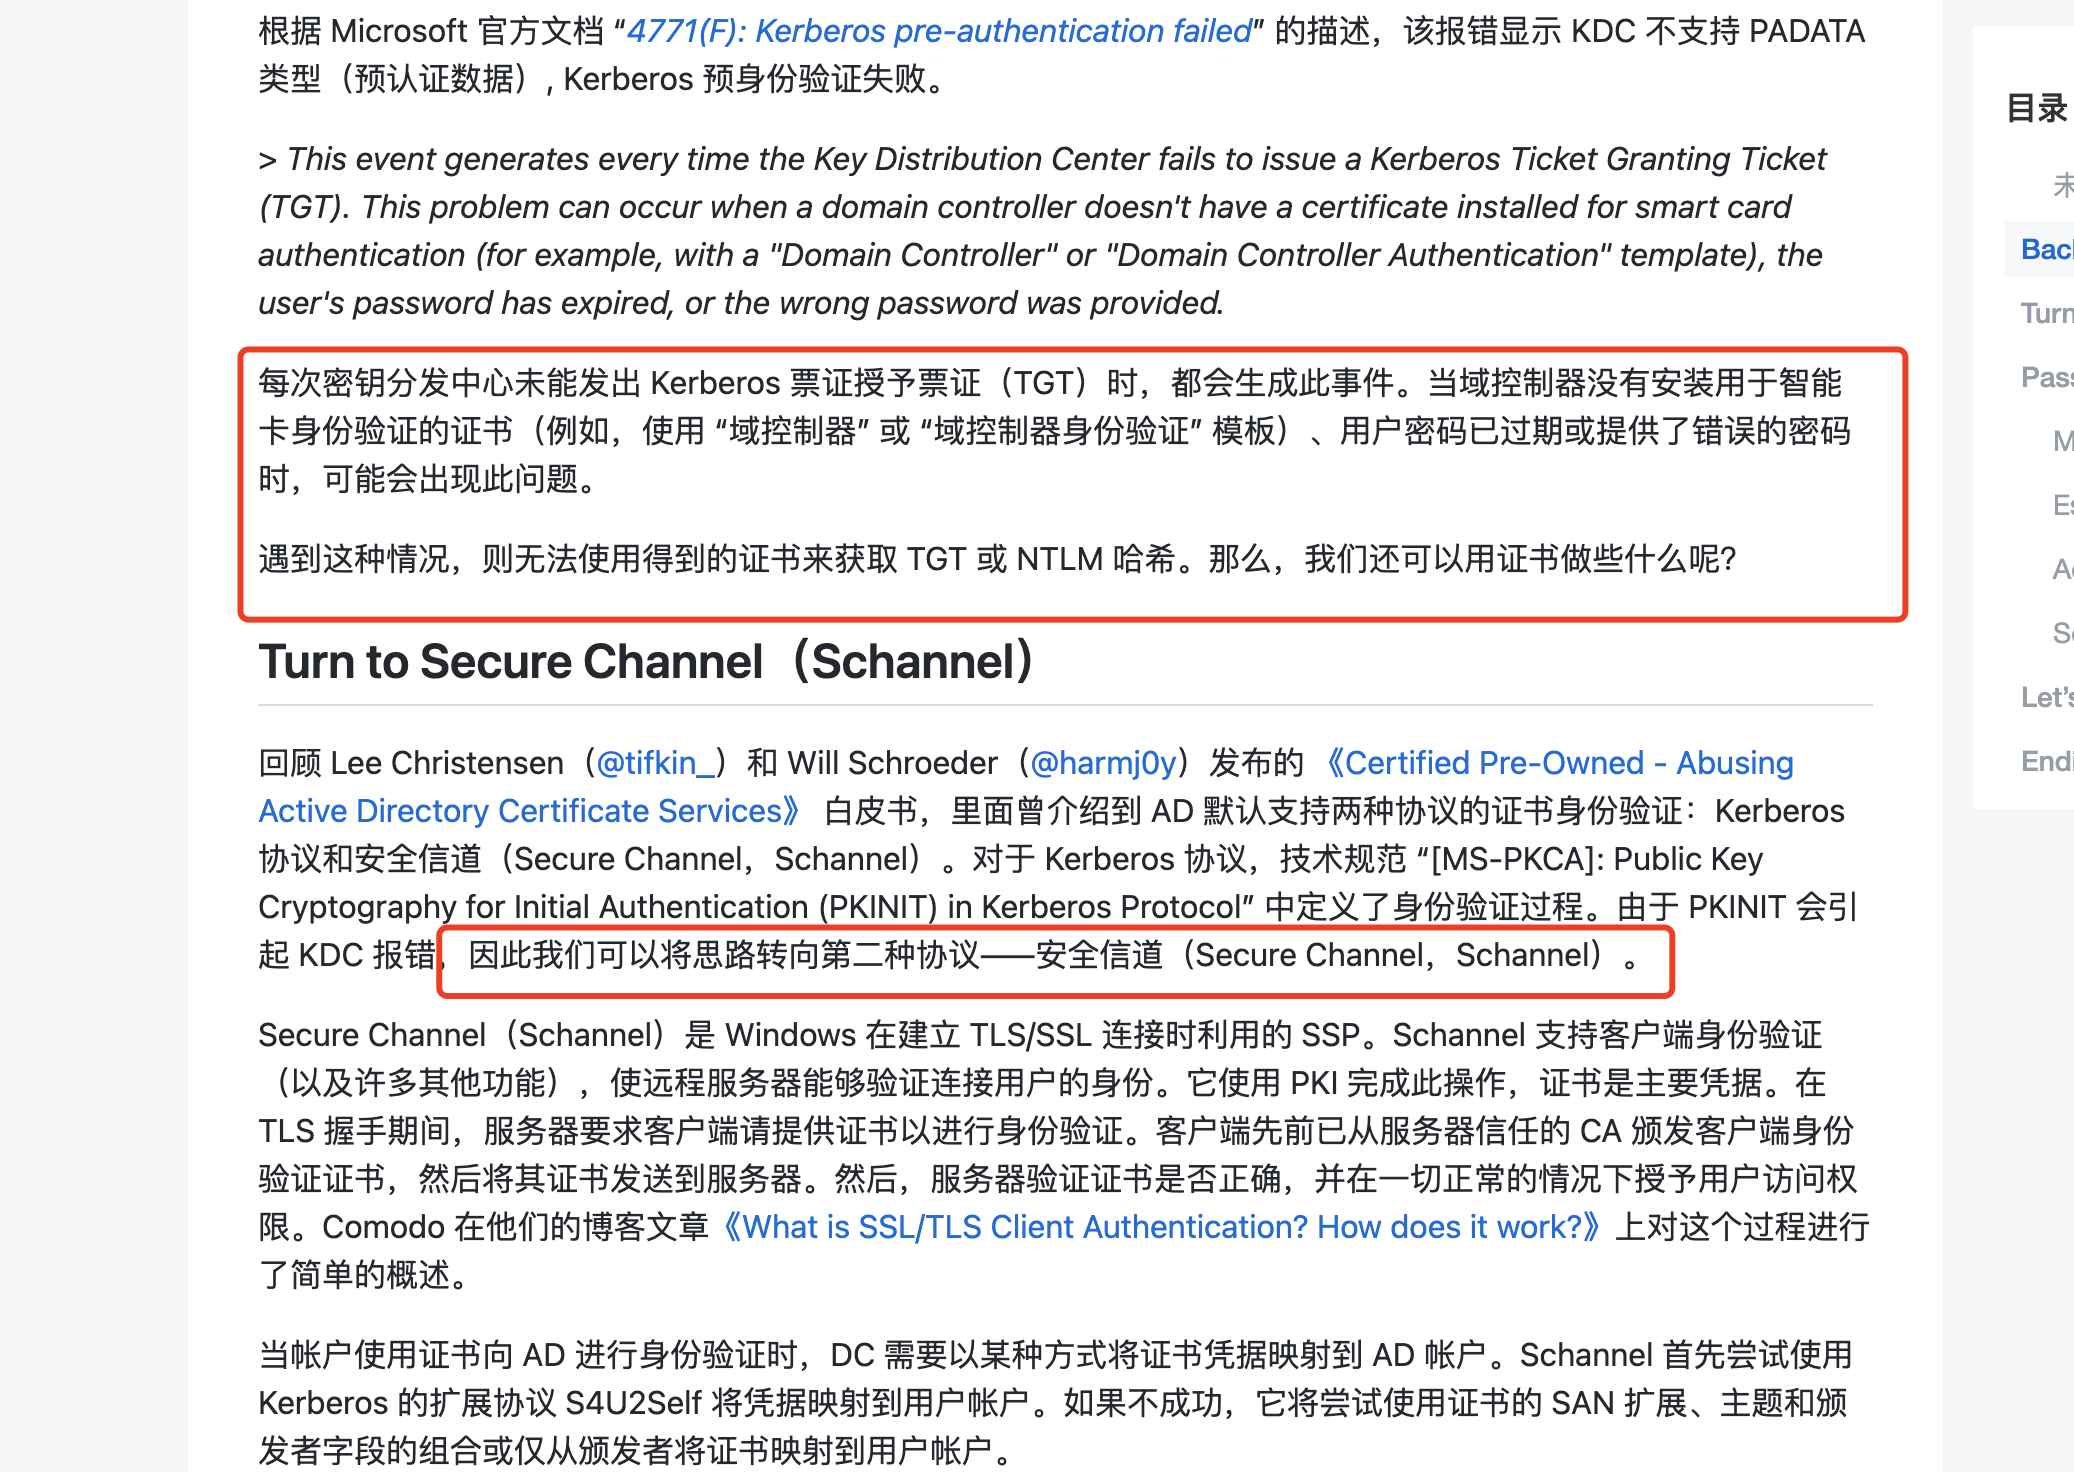 根据 Microsoft 官方文档 “4771(F): Kerberos pre-authentication failed” 的描述，该报错显示 KDC 不支持 PADATA
类型（预认证数据）, Kerberos 预身份验证失败。
> This event generates every time the Key Distribution Center fails to issue a Kerberos Ticket Granting Ticket
(TGT). This problem can occur when a domain controller doesn't have a certificate installed for smart card
authentication (for example, with a "Domain Controller" or "Domain Controller Authentication" template), the
user's password has expired, or the wrong password was provided.
每次密钥分发中心未能发出 Kerberos 票证授予票证（TGT）时，都会生成此事件。当域控制器没有安装用于智能
卡身份验证的证书（例如，使用 “域控制器” 或 “域控制器身份验证” 模板）、用户密码已过期或提供了错误的密码
时，可能会出现此问题。
遇到这种情况，则无法使用得到的证书来获取 TGT 或 NTLM 哈希。那么，我们还可以用证书做些什么呢?
Turn to Secure Channel（Schannel）
回顾 Lee Christensen（@tifkin_）和 Will Schroeder（@harmj0y）发布的 《Certified Pre-Owned - Abusing
Active Directory Certificate Services》 白皮书，里面曾介绍到 AD 默认支持两种协议的证书身份验证：Kerberos
协议和安全信道（Secure Channel，Schannel）。对于 Kerberos 协议，技术规范 “[MS-PKCA]: Public Key
Cryptography for Initial Authentication (PKINIT) in Kerberos Protocol” 中定义了身份验证过程。由于 PKINIT 会引
起 KDC 报错，因此我们可以将思路转向第二种协议——安全信道（Secure Channel，Schannel）。
Secure Channel（Schannel）是 Windows 在建立 TLS/SSL 连接时利用的 SSP。Schannel 支持客户端身份验证
（以及许多其他功能），使远程服务器能够验证连接用户的身份。它使用 PKI 完成此操作，证书是主要凭据。在
TLS 握手期间，服务器要求客户端请提供证书以进行身份验证。客户端先前已从服务器信任的 CA 颁发客户端身份
验证证书，然后将其证书发送到服务器。然后，服务器验证证书是否正确，并在一切正常的情况下授予用户访问权
限。Comodo 在他们的博客文章《What is SSL/TLS Client Authentication? How does it work?》上对这个过程进行
了简单的概述。
当帐户使用证书向 AD 进行身份验证时，DC 需要以某种方式将证书凭据映射到 AD 帐户。Schannel 首先尝试使用
Kerberos 的扩展协议 S4U2Self 将凭据映射到用户帐户。如果不成功，它将尝试使用证书的 SAN 扩展、主题和颁
发者字段的组合或仅从颁发者将证书映射到用户帐户。
目录
Turn
Pass
Let's